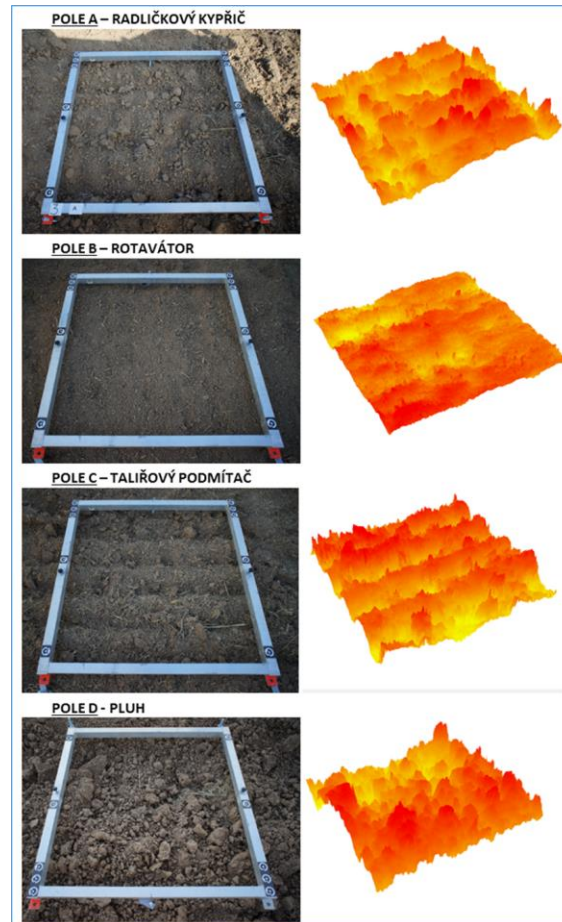 POLE A – RADLIČKOVÝ KYPŘIČ
POLE B – ROTAVÁTOR
POLE C – TALIŘOVÝ PODMÍTAČ
POLE D - PLUH